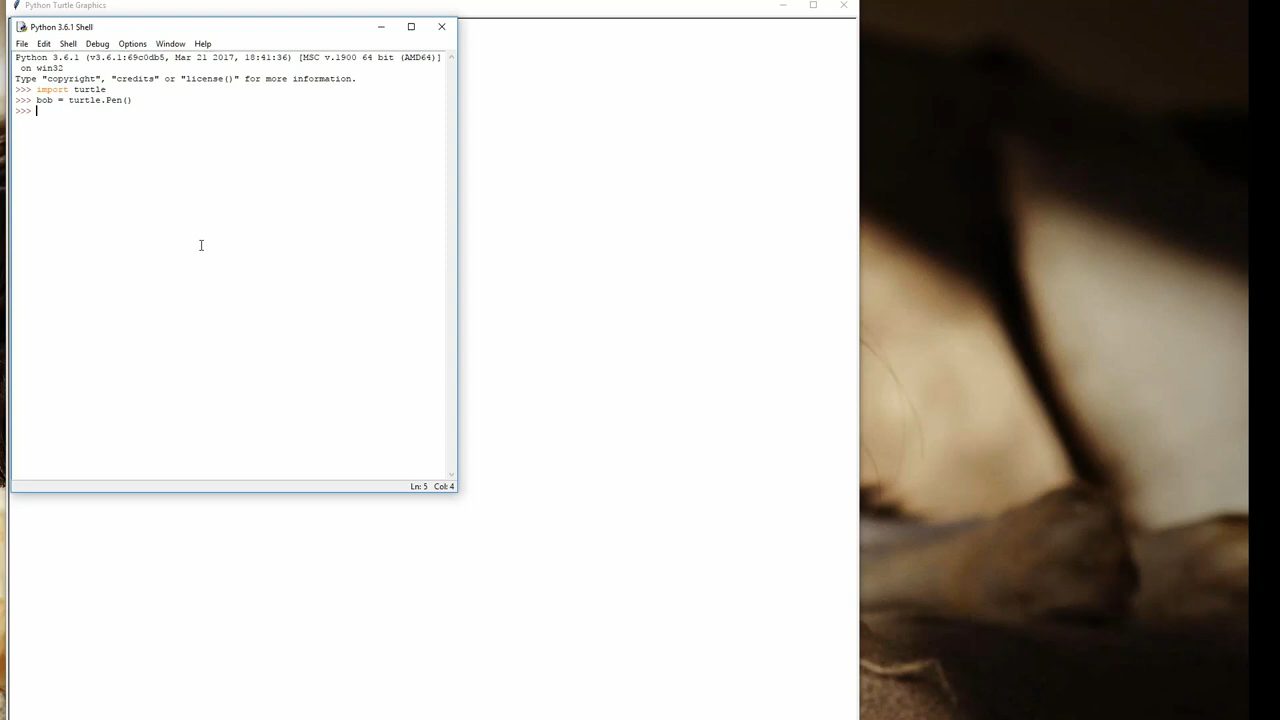 Python Turtle Graphics
Python 3.6.1 Shell
File Edit Shell Debug Options Window Help
Python 3.6.1 (v3.6.1:69c0db5, Mar 21 2017, 18:41:36) [MSC v.1900 64 bit (AMD64)]
on win32
Type "copyright", "credits" or "license()" for more information.
>>> import turtle
>>> bob = turtle.Pen()
>>>
Ln: 5 Col: 4